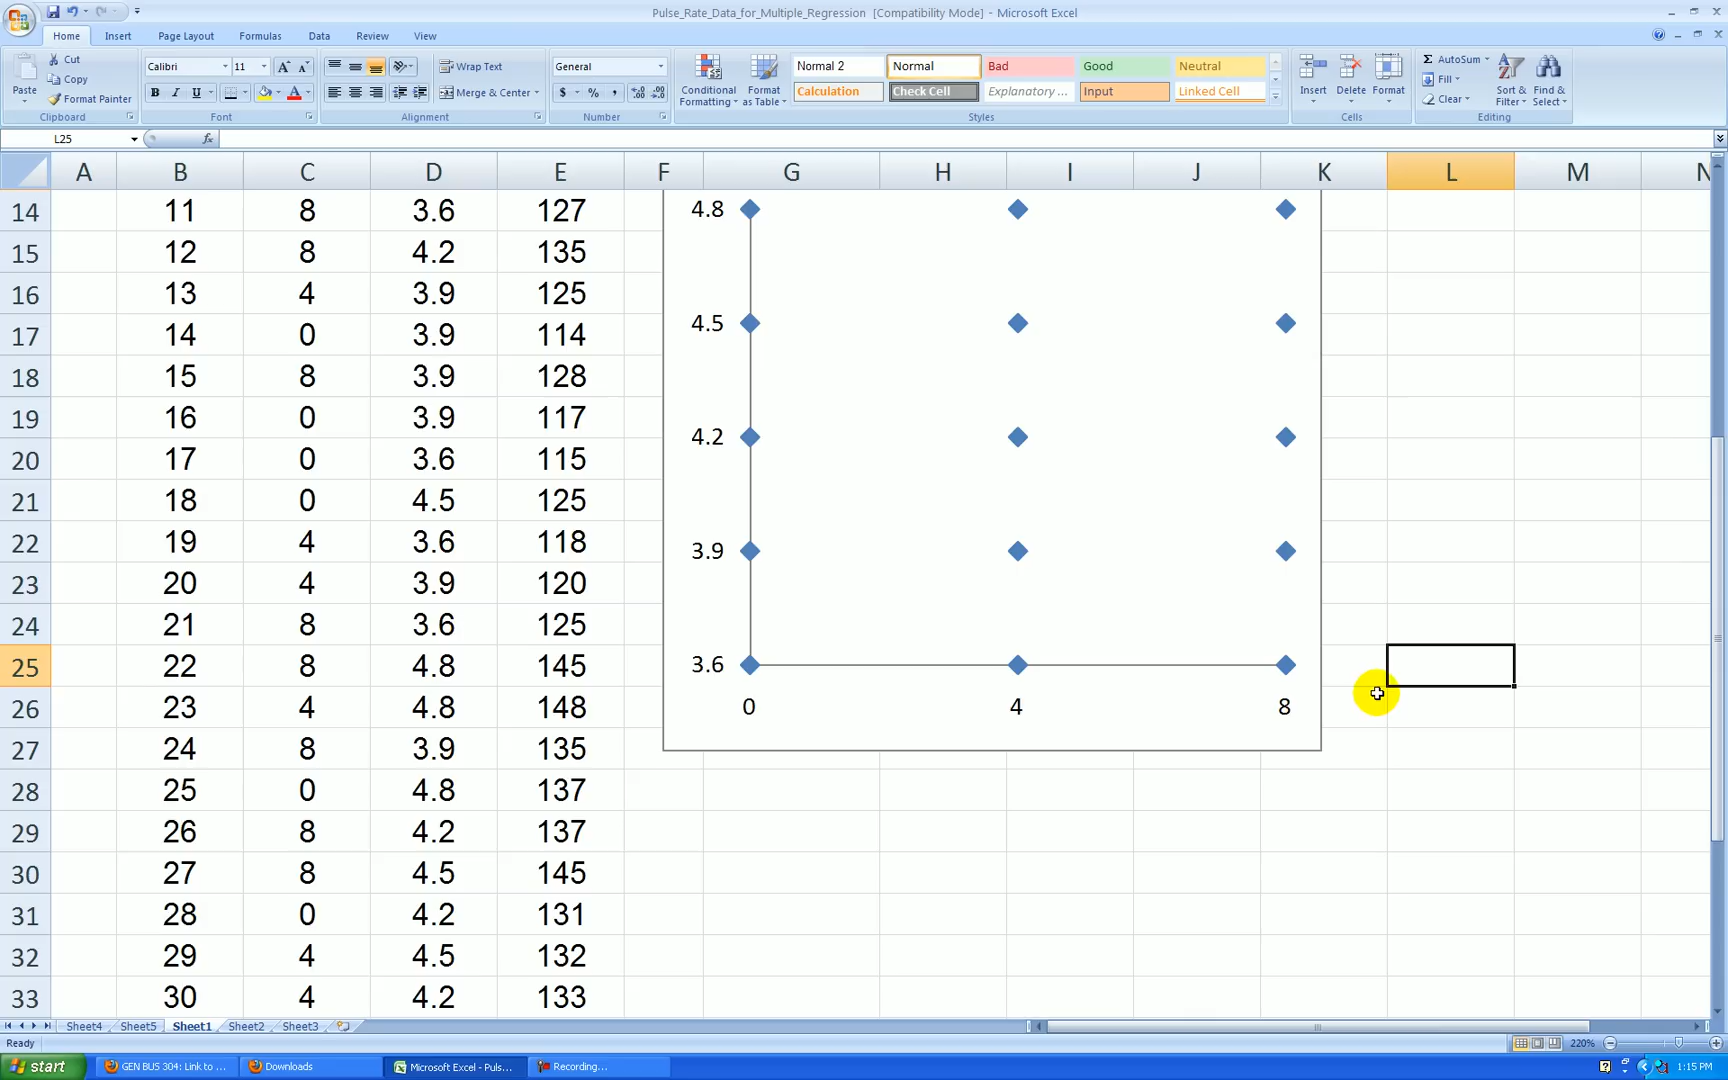 Pulse_Rate_Data_for_Multiple_Regression [Compatibility Mode] - Microsoft Excel
Home Insert Page Layout Formulas Data Review View
Paste
Cut
Copy
Format Painter
Clipboard
Calibri 11
B I U
Font
Wrap Text
Merge & Center
Alignment
General
$ % ,
Number
Conditional Formatting
Format as Table
Normal 2 Normal Bad Good Neutral
Calculation Check Cell Explanatory ... Input Linked Cell
Styles
Insert Delete Format
Cells
AutoSum
Fill
Clear
Sort & Filter
Find & Select
Editing
L25 fx
A B C D E F G H I J K L M N
14 11 8 3.6 127
15 12 8 4.2 135
16 13 4 3.9 125
17 14 0 3.9 114
18 15 8 3.9 128
19 16 0 3.9 117
20 17 0 3.6 115
21 18 0 4.5 125
22 19 4 3.6 118
23 20 4 3.9 120
24 21 8 3.6 125
25 22 8 4.8 145
26 23 4 4.8 148
27 24 8 3.9 135
28 25 0 4.8 137
29 26 8 4.2 137
30 27 8 4.5 145
31 28 0 4.2 131
32 29 4 4.5 132
33 30 4 4.2 133
4.8
4.5
4.2
3.9
3.6
0 4 8
Sheet4 Sheet5 Sheet1 Sheet2 Sheet3
Ready 220%
start GEN BUS 304: Link to ... Downloads Microsoft Excel - Puls... Recording... 1:15 PM